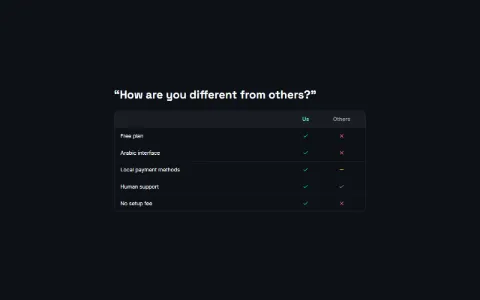 “How are you different from others?”
Us Others
Free plan ✓ ✕
Arabic interface ✓ ✕
Local payment methods ✓ –
Human support ✓ ✓
No setup fee ✓ ✕